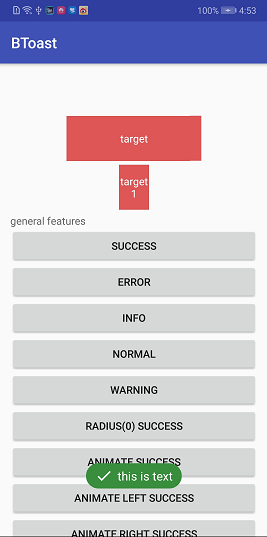 100% 4:53
BToast
target
target
1
general features
SUCCESS
ERROR
INFO
NORMAL
WARNING
RADIUS(0) SUCCESS
ANIMATE SUCCESS
this is text
ANIMATE LEFT SUCCESS
ANIMATE RIGHT SUCCESS